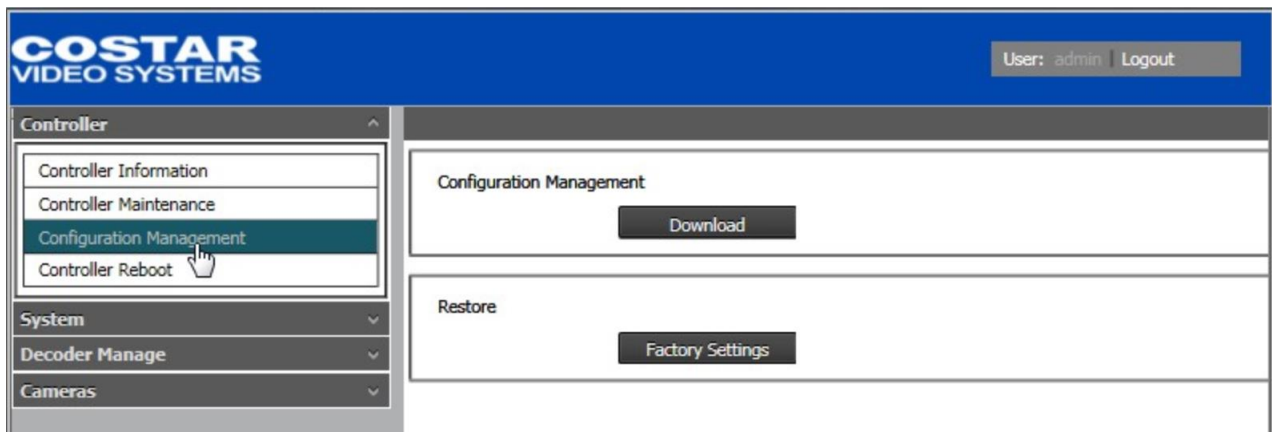 COSTAR
VIDEO SYSTEMS
User: admin | Logout
Controller
Controller Information
Controller Maintenance
Configuration Management
Controller Reboot
System
Decoder Manage
Cameras
Configuration Management
Download
Restore
Factory Settings